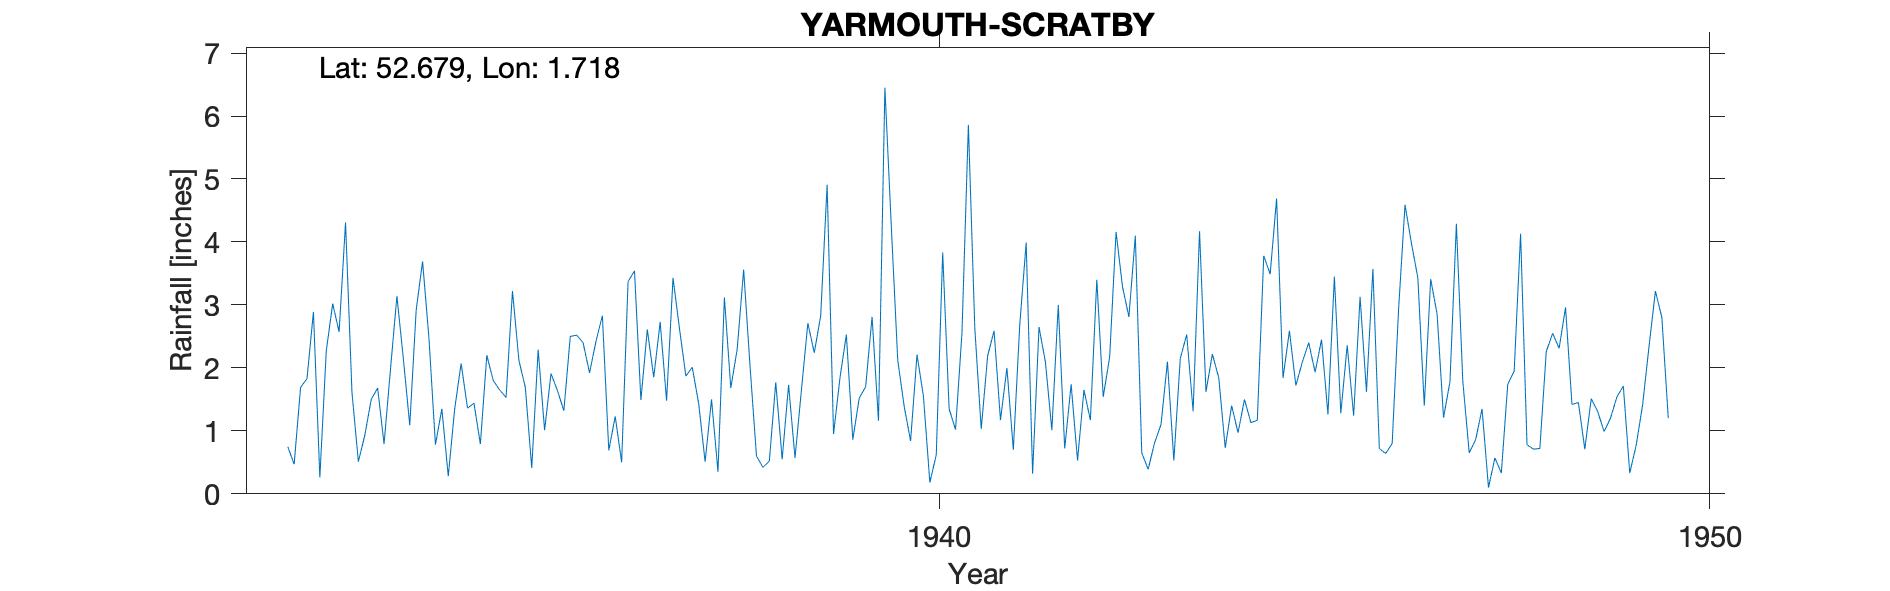 YARMOUTH-SCRATBY
Lat: 52.679, Lon: 1.718
7
6
5
4
3
2
1
0
Rainfall [inches]
1940
1950
Year